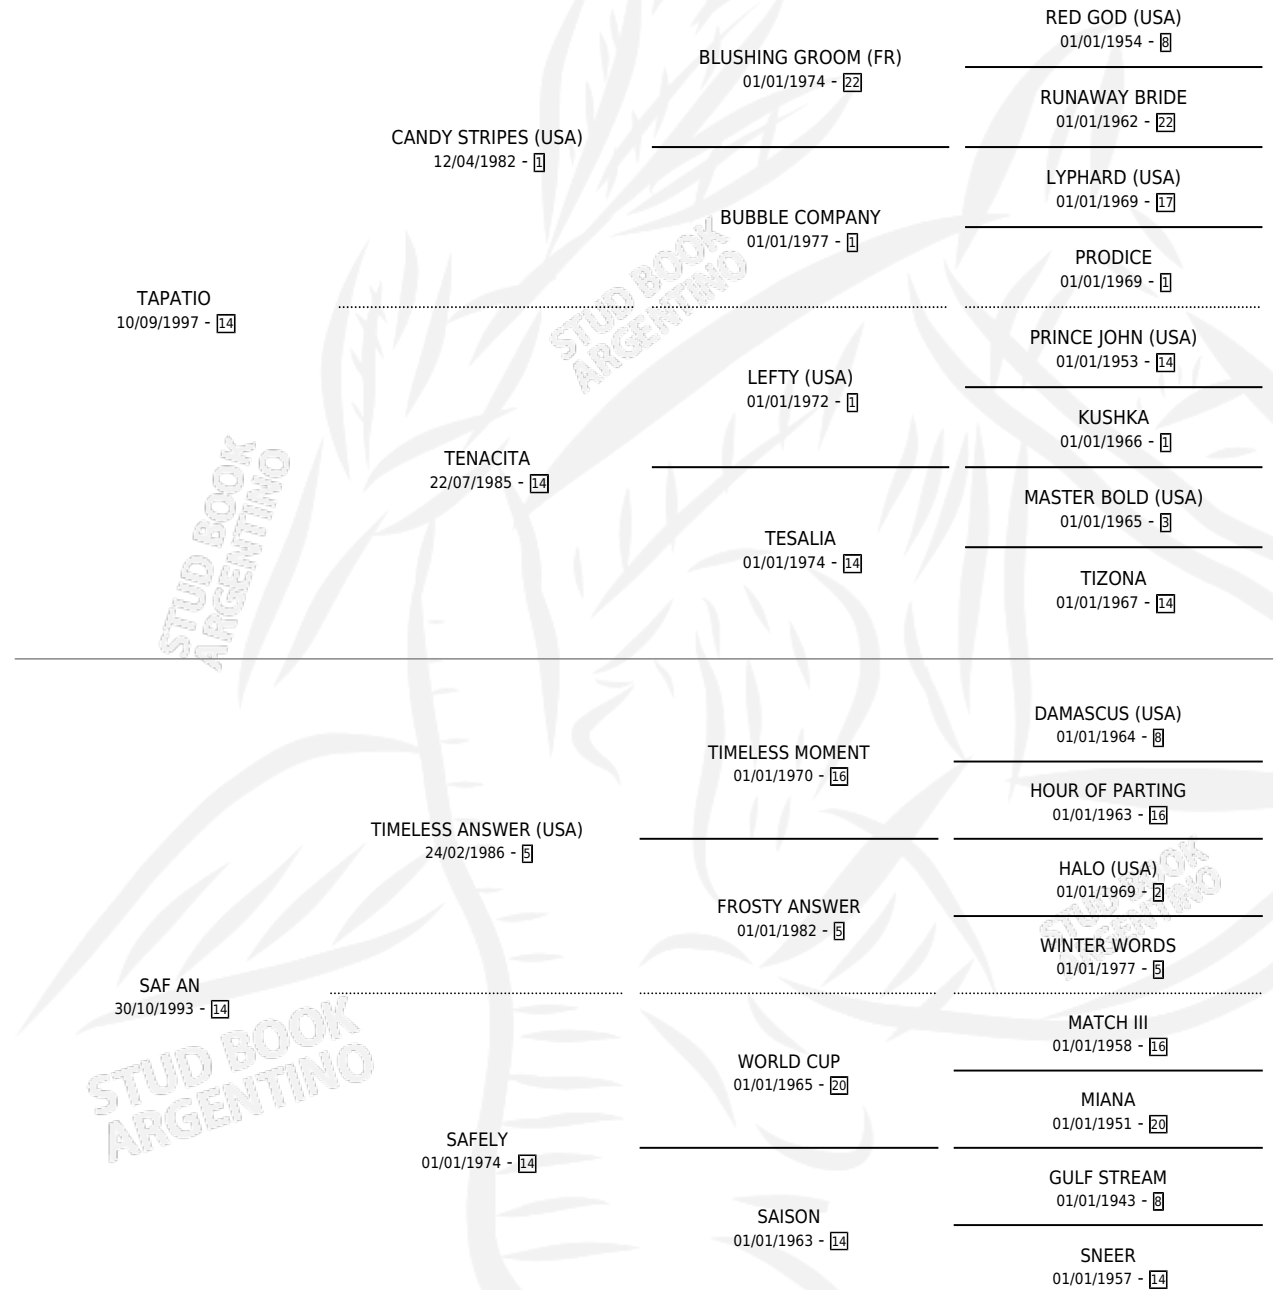 RED GOD (USA)
01/01/1954 - 8
BLUSHING GROOM (FR)
01/01/1974 - 22
RUNAWAY BRIDE
01/01/1962 - 22
CANDY STRIPES (USA)
12/04/1982 - 1
LYPHARD (USA)
01/01/1969 - 17
BUBBLE COMPANY
01/01/1977 - 1
PRODICE
01/01/1969 - 1
TAPATIO
10/09/1997 - 14
STUD BOOK
ARGENTINO
PRINCE JOHN (USA)
01/01/1953 - 14
LEFTY (USA)
01/01/1972 - 1
KUSHKA
01/01/1966 - 1
TENACITA
22/07/1985 - 14
MASTER BOLD (USA)
01/01/1965 - 3
TESALIA
01/01/1974 - 14
TIZONA
01/01/1967 - 14
STUD BOOK
ARGENTINO
DAMASCUS (USA)
01/01/1964 - 8
TIMELESS MOMENT
01/01/1970 - 16
HOUR OF PARTING
01/01/1963 - 16
TIMELESS ANSWER (USA)
24/02/1986 - 5
HALO (USA)
01/01/1969 - 2
STUD BOOK
ARGENTINO
FROSTY ANSWER
01/01/1982 - 5
WINTER WORDS
01/01/1977 - 5
SAF AN
30/10/1993 - 14
STUD BOOK
ARGENTINO
MATCH III
01/01/1958 - 16
WORLD CUP
01/01/1965 - 20
MIANA
01/01/1951 - 20
SAFELY
01/01/1974 - 14
GULF STREAM
01/01/1943 - 8
SAISON
01/01/1963 - 14
SNEER
01/01/1957 - 14